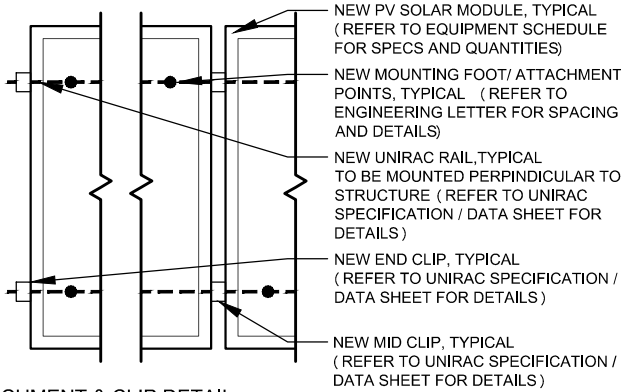 NEW PV SOLAR MODULE, TYPICAL
( REFER TO EQUIPMENT SCHEDULE
FOR SPECS AND QUANTITIES)
NEW MOUNTING FOOT/ ATTACHMENT
POINTS, TYPICAL ( REFER TO
ENGINEERING LETTER FOR SPACING
AND DETAILS)
NEW UNIRAC RAIL,TYPICAL
TO BE MOUNTED PERPINDICULAR TO
STRUCTURE ( REFER TO UNIRAC
SPECIFICATION / DATA SHEET FOR
DETAILS )
NEW END CLIP, TYPICAL
( REFER TO UNIRAC SPECIFICATION /
DATA SHEET FOR DETAILS )
NEW MID CLIP, TYPICAL
( REFER TO UNIRAC SPECIFICATION /
DATA SHEET FOR DETAILS )
& CLIP DETAIL